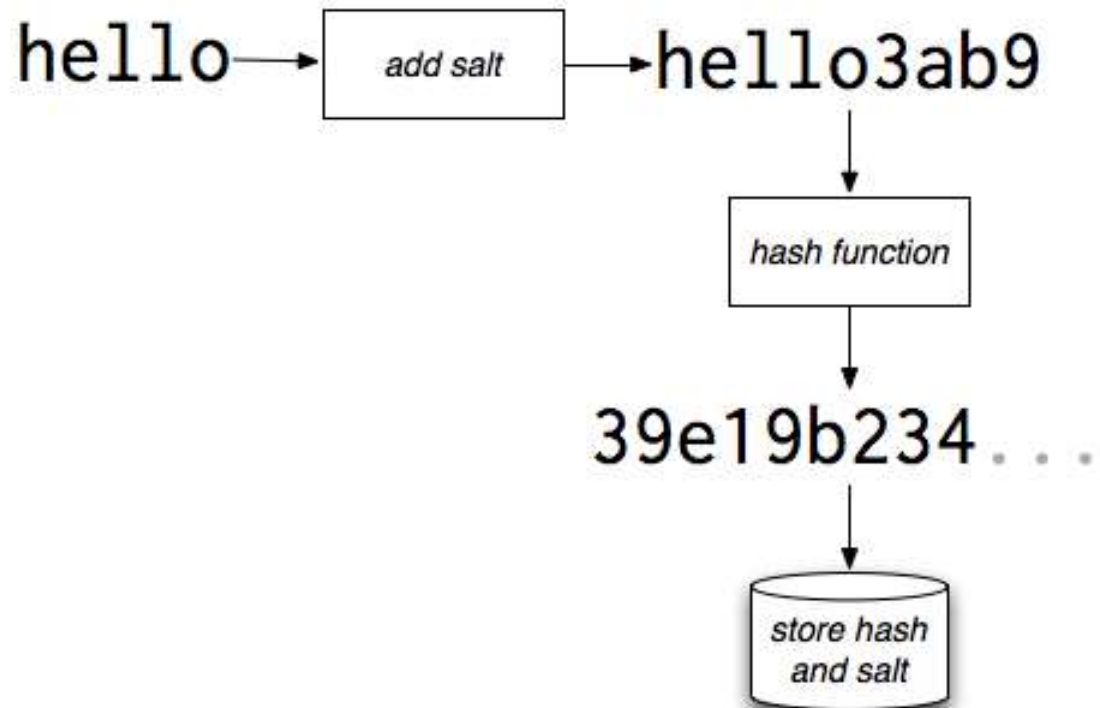 hello
add salt
hello3ab9
hash function
39e19b234...
store hash
and salt